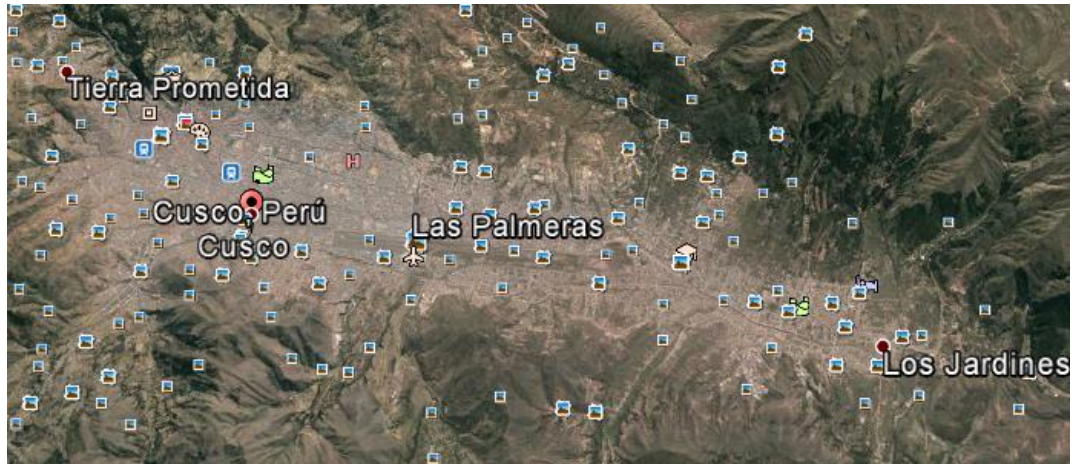 Tierra Prometida
Cusco, Perú
Cusco
Las Palmeras
H
Los Jardines